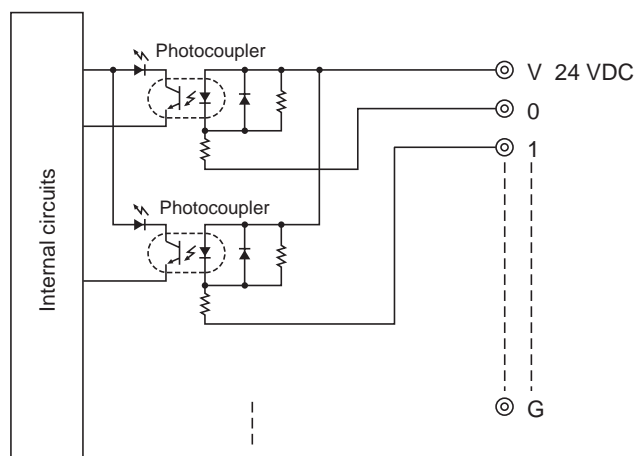 Photocoupler
V 24 VDC
0
1
Photocoupler
Internal circuits
G